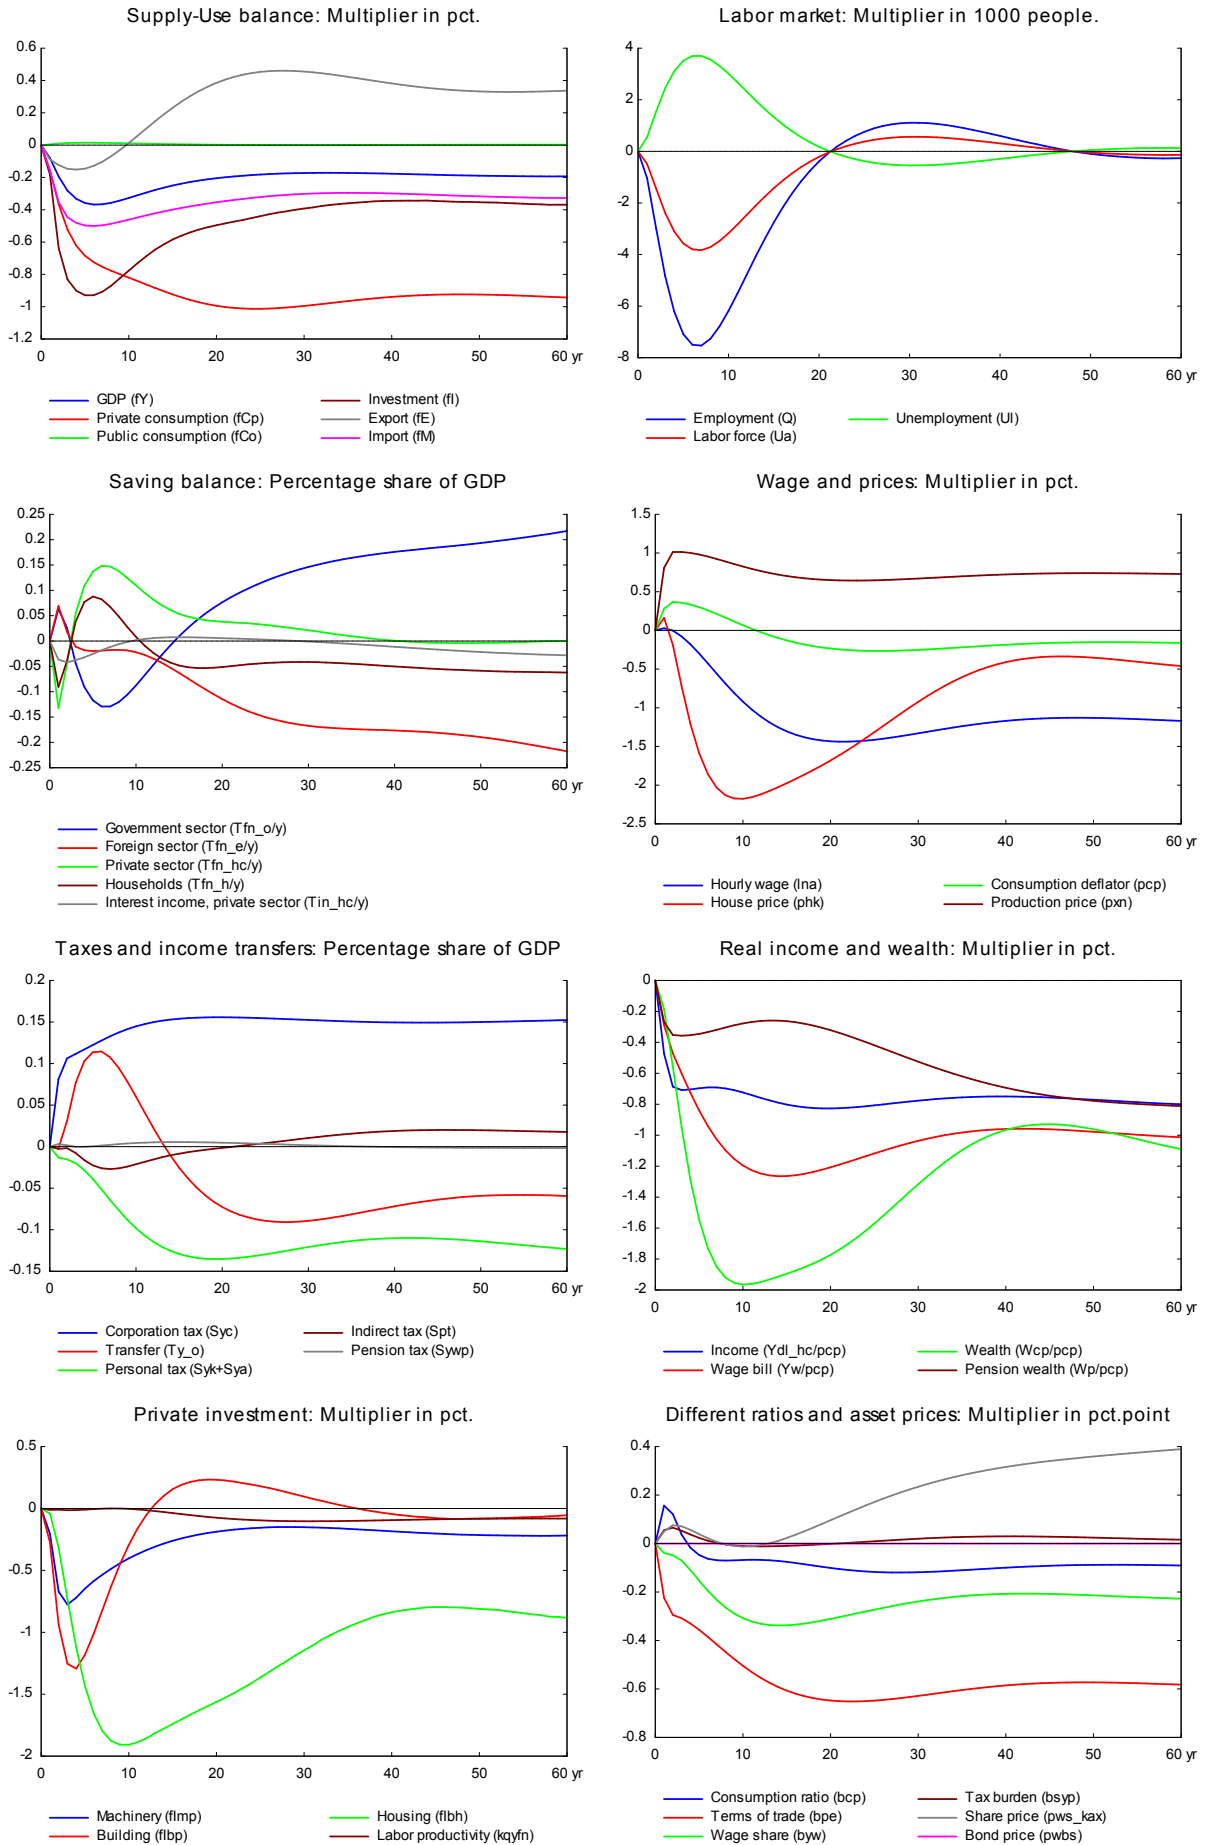 Supply-Use balance: Multiplier in pct.
0.6
0.4
0.2
0
-0.2
-0.4
-0.6
-0.8
-1
-1.2
0 10 20 30 40 50 60 yr
GDP (fY)
Private consumption (fCp)
Public consumption (fCo)
Investment (fI)
Export (fE)
Import (fM)
Labor market: Multiplier in 1000 people.
4
2
0
-2
-4
-6
-8
0 10 20 30 40 50 60 yr
Employment (Q)
Labor force (Ua)
Unemployment (Ul)
Saving balance: Percentage share of GDP
0.25
0.2
0.15
0.1
0.05
0
-0.05
-0.1
-0.15
-0.2
-0.25
0 10 20 30 40 50 60 yr
Government sector (Tfn_o/y)
Foreign sector (Tfn_e/y)
Private sector (Tfn_hc/y)
Households (Tfn_h/y)
Interest income, private sector (Tin_hc/y)
Wage and prices: Multiplier in pct.
1.5
1
0.5
0
-0.5
-1
-1.5
-2
-2.5
0 10 20 30 40 50 60 yr
Hourly wage (lna)
House price (phk)
Consumption deflator (pcp)
Production price (pxn)
Taxes and income transfers: Percentage share of GDP
0.2
0.15
0.1
0.05
0
-0.05
-0.1
-0.15
0 10 20 30 40 50 60 yr
Corporation tax (Syc)
Transfer (Ty_o)
Personal tax (Syk+Sya)
Indirect tax (Spt)
Pension tax (Sywp)
Real income and wealth: Multiplier in pct.
0
-0.2
-0.4
-0.6
-0.8
-1
-1.2
-1.4
-1.6
-1.8
-2
0 10 20 30 40 50 60 yr
Income (Ydl_hc/pcp)
Wage bill (Yw/pcp)
Wealth (Wcp/pcp)
Pension wealth (Wp/pcp)
Private investment: Multiplier in pct.
0.5
0
-0.5
-1
-1.5
-2
0 10 20 30 40 50 60 yr
Machinery (fImp)
Building (fIbp)
Housing (fIbh)
Labor productivity (kqyfn)
Different ratios and asset prices: Multiplier in pct.point
0.4
0.2
0
-0.2
-0.4
-0.6
-0.8
0 10 20 30 40 50 60 yr
Consumption ratio (bcp)
Terms of trade (bpe)
Wage share (byw)
Tax burden (bsyp)
Share price (pws_kax)
Bond price (pwbs)